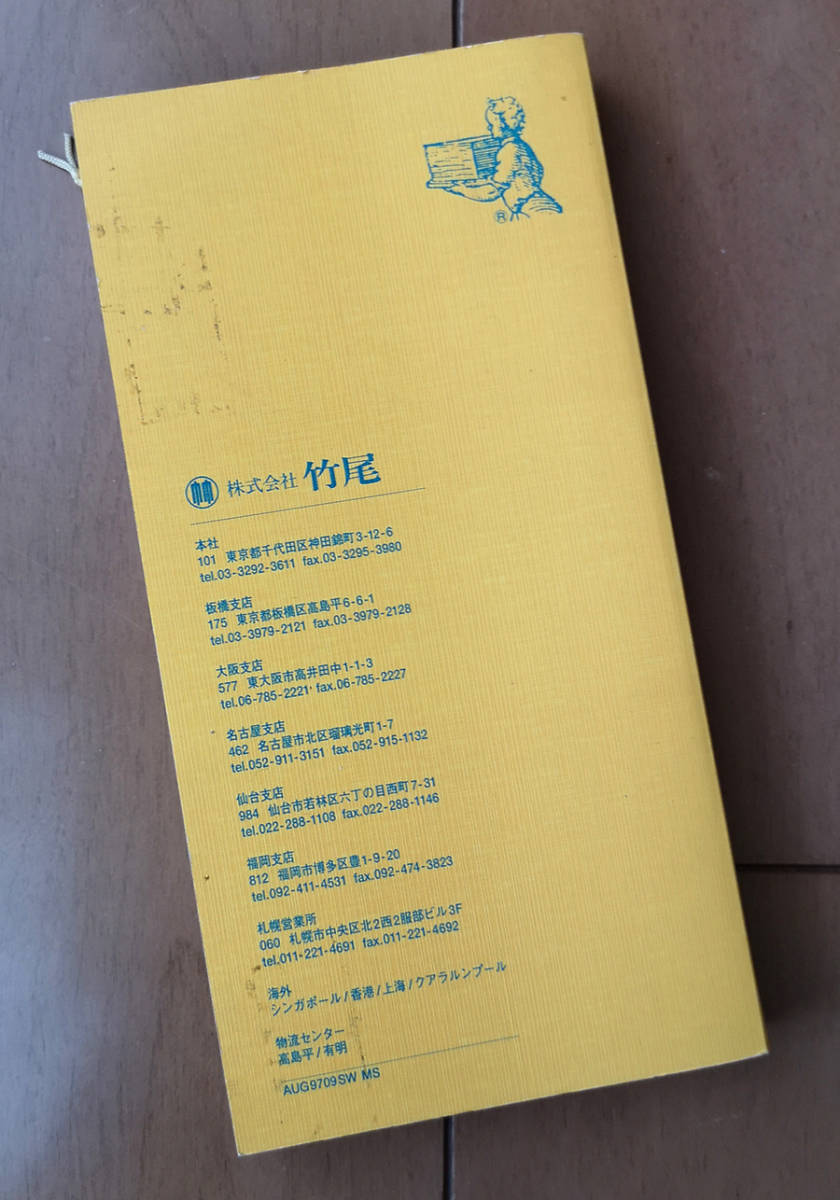 ®
株式会社 竹尾
本社
101 東京都千代田区神田錦町3-12-6
tel.03-3292-3611 fax.03-3295-3980
板橋支店
175 東京都板橋区高島平6-6-1
tel.03-3979-2121 fax.03-3979-2128
大阪支店
577 東大阪市高井田中1-1-3
tel.06-785-2221 fax.06-785-2227
名古屋支店
462 名古屋市北区瑠璃光町1-7
tel.052-911-3151 fax.052-915-1132
仙台支店
984 仙台市若林区六丁の目西町7-31
tel.022-288-1108 fax.022-288-1146
福岡支店
812 福岡市博多区豊1-9-20
tel.092-411-4531 fax.092-474-3823
札幌営業所
060 札幌市中央区北2西2服部ビル3F
tel.011-221-4691 fax.011-221-4692
海外
シンガポール/香港/上海/クアラルンプール
物流センター
高島平/有明
AUG9709SW MS